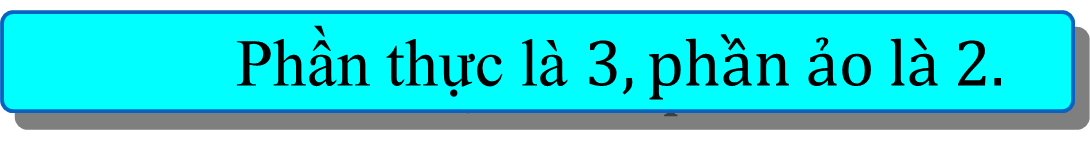 Phần thực là 3, phần ảo là 2.